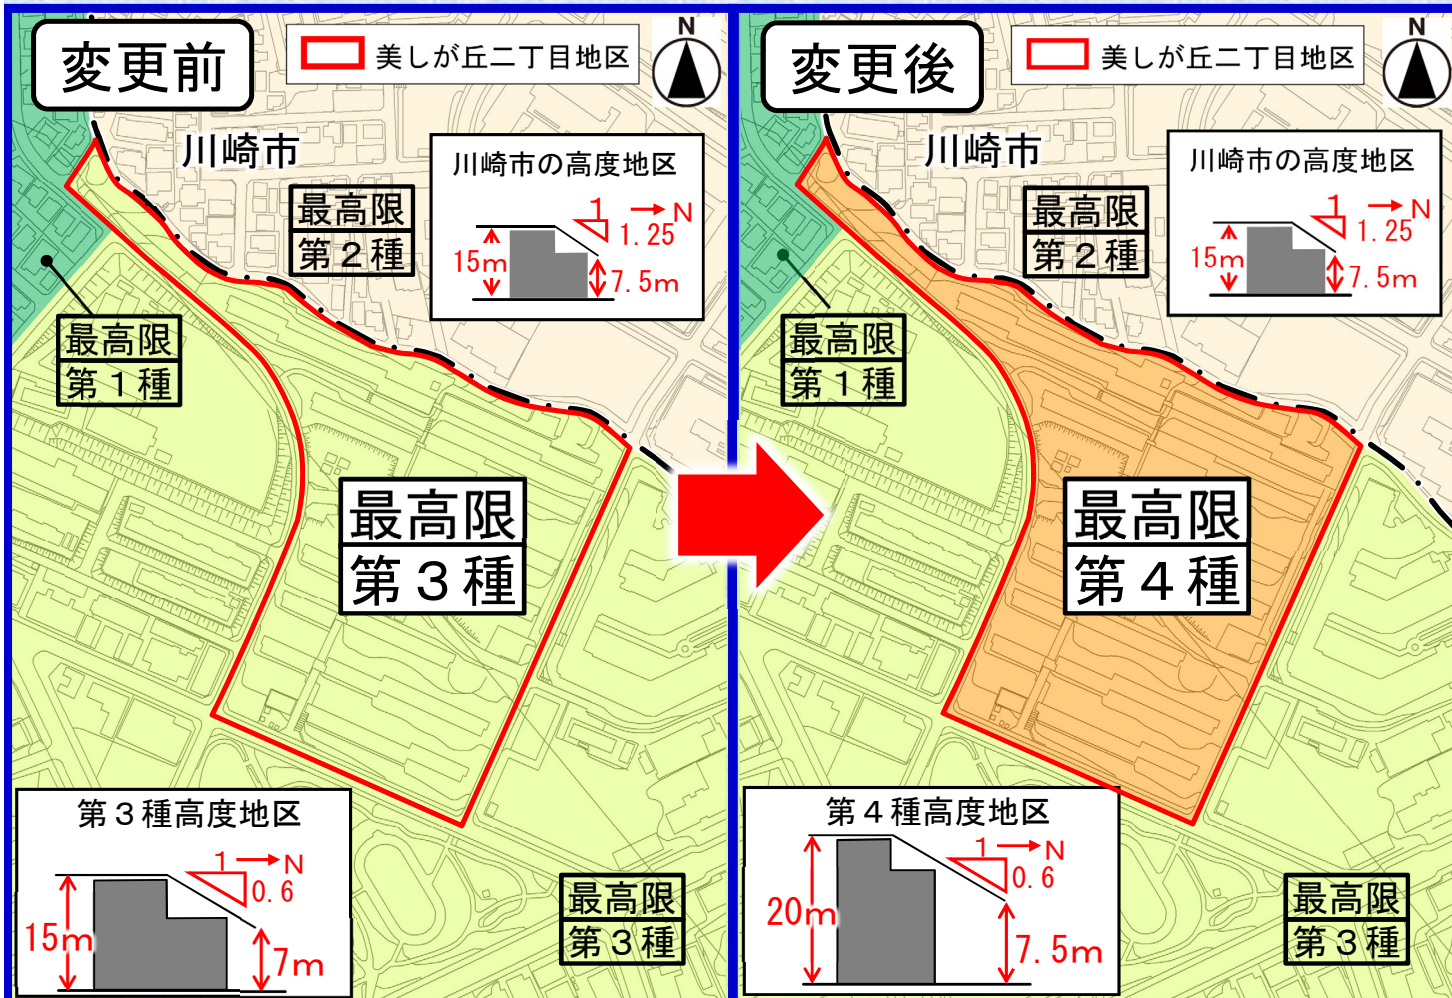 変更前
美しが丘二丁目地区
N
川崎市
最高限
第2種
川崎市の高度地区
1
N
1.25
15m
7.5m
最高限
第1種
最高限
第3種
第3種高度地区
1
N
0.6
15m
7m
最高限
第3種
変更後
美しが丘二丁目地区
N
川崎市
最高限
第2種
川崎市の高度地区
1
N
1.25
15m
7.5m
最高限
第1種
最高限
第4種
第4種高度地区
1
N
0.6
20m
7.5m
最高限
第3種